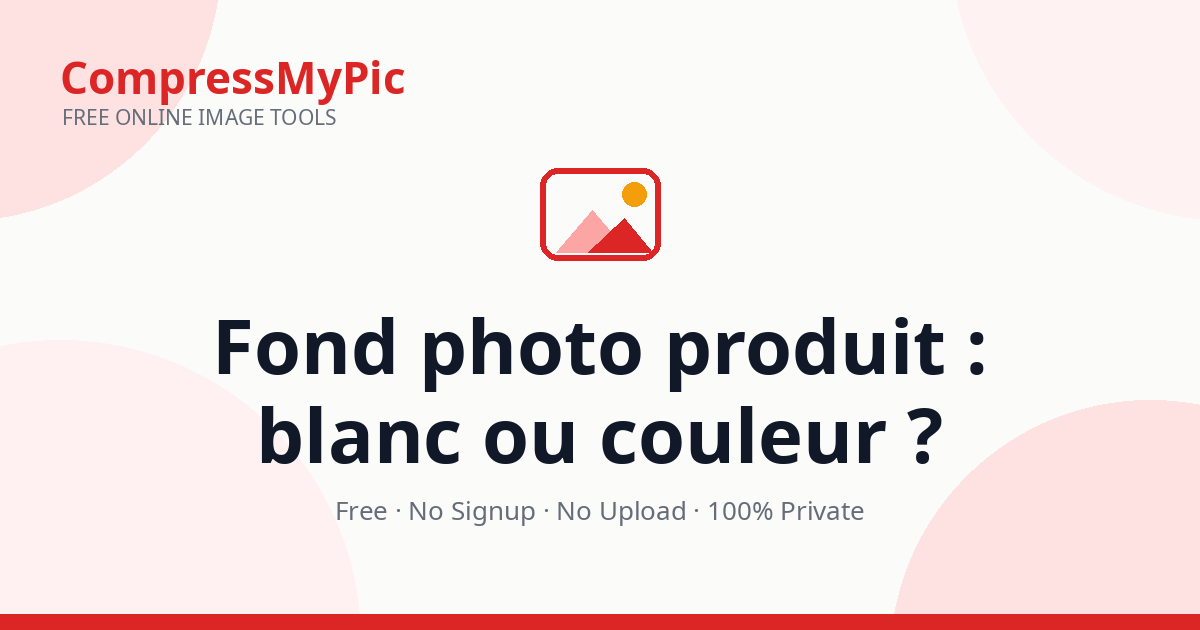 CompressMyPic
FREE ONLINE IMAGE TOOLS
Fond photo produit :
blanc ou couleur ?
Free · No Signup · No Upload · 100% Private